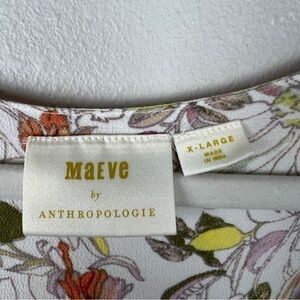 Maeve
by
ANTHROPOLOGIE
X-LARGE
MADE
IN INDIA